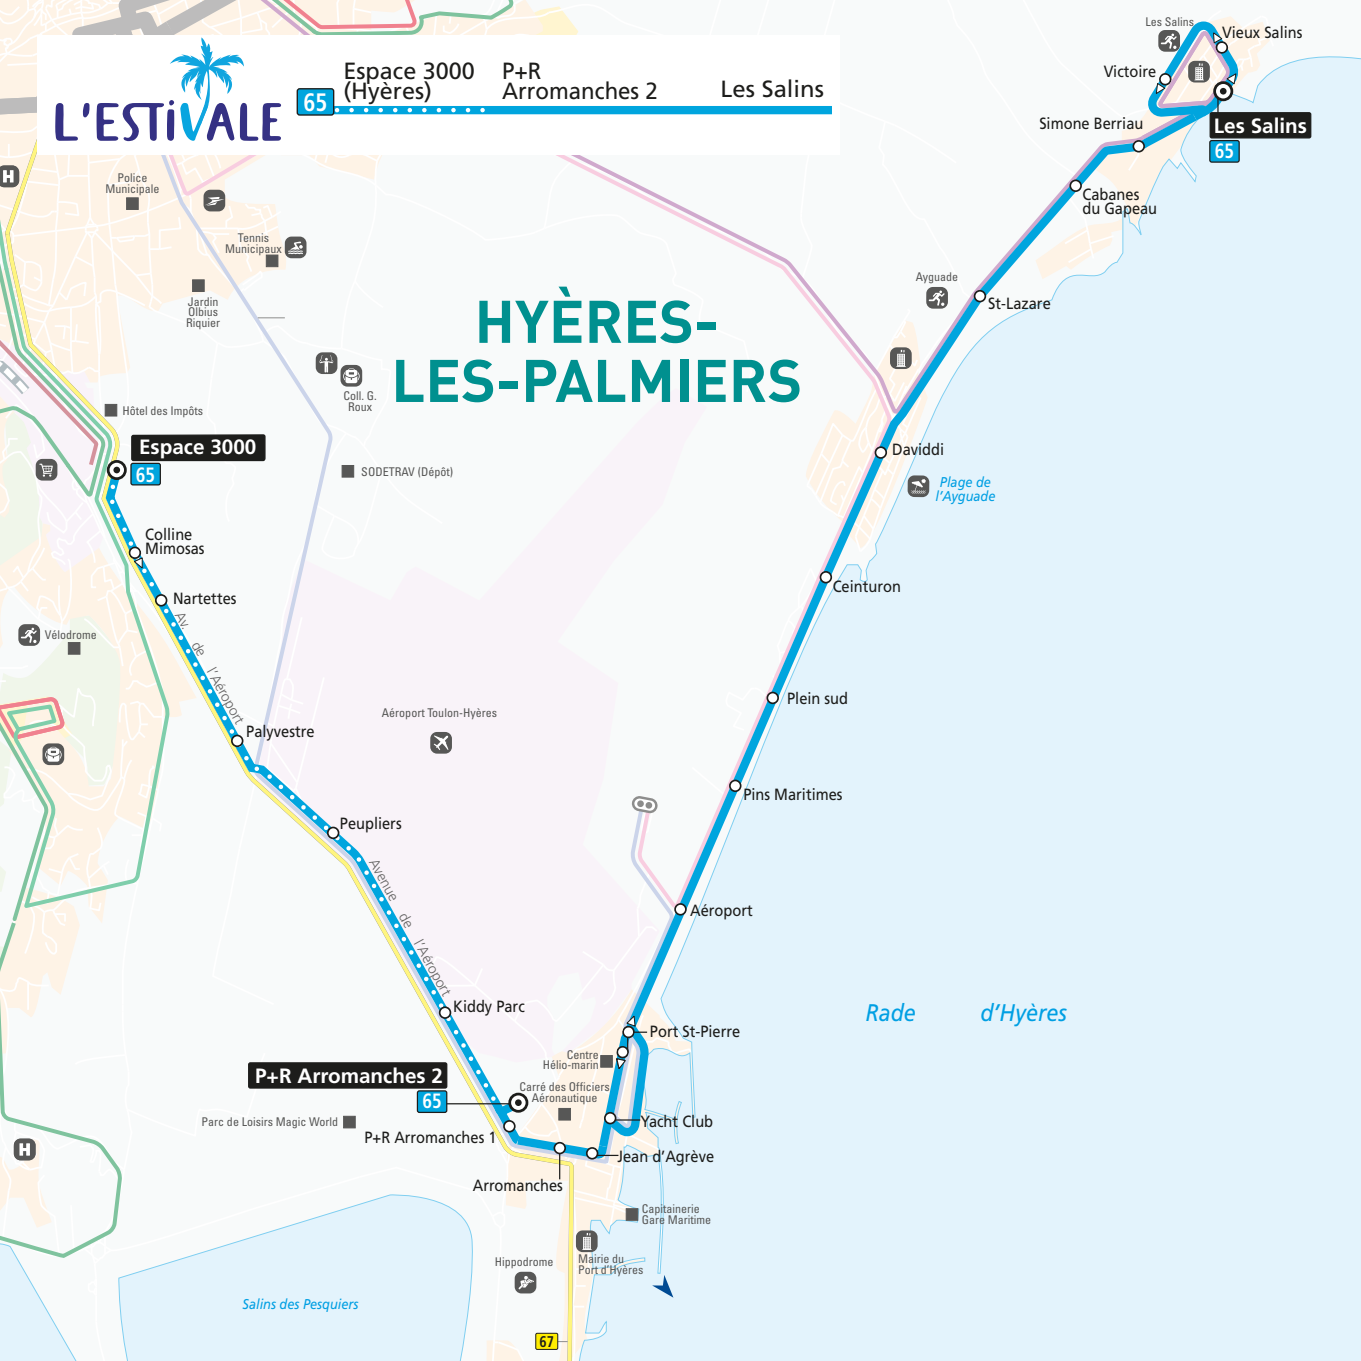 L'ESTIVALE
65
Espace 3000
(Hyères)
P+R
Arromanches 2
Les Salins
Les Salins
Vieux Salins
Victoire
Simone Berriau
Les Salins
65
Cabanes
du Gapeau
H
Police
Municipale
Tennis
Municipaux
Jardin
Olbius
Riquier
Ayguade
St-Lazare
HYÈRES-
LES-PALMIERS
Coll. G.
Roux
Hôtel des Impôts
Espace 3000
65
SODETRAV (Dépôt)
Daviddi
Plage de
l'Ayguade
Colline
Mimosas
Ceinturon
Nartettes
Av. de l'Aéroport
Vélodrome
Plein sud
Aéroport Toulon-Hyères
Palyvestre
Pins Maritimes
Peupliers
Avenue de l'Aéroport
Aéroport
Kiddy Parc
Rade d'Hyères
Port St-Pierre
Centre
Hélio-marin
P+R Arromanches 2
65
Carré des Officiers
Aéronautique
Parc de Loisirs Magic World
Yacht Club
P+R Arromanches 1
H
Jean d'Agrève
Arromanches
Capitainerie
Gare Maritime
Hippodrome
Mairie du
Port d'Hyères
Salins des Pesquiers
67